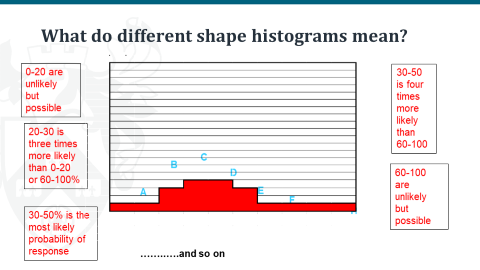 What do different shape histograms mean?
0-20 are
unlikely
but
possible
20-30 is
three times
more likely
than 0-20
or 60-100%
30-50% is the
most likely
probability of
response
A
B
C
D
E
F
30-50
is four
times
more
likely
than
60-100
60-100
are
unlikely
but
possible
............and so on